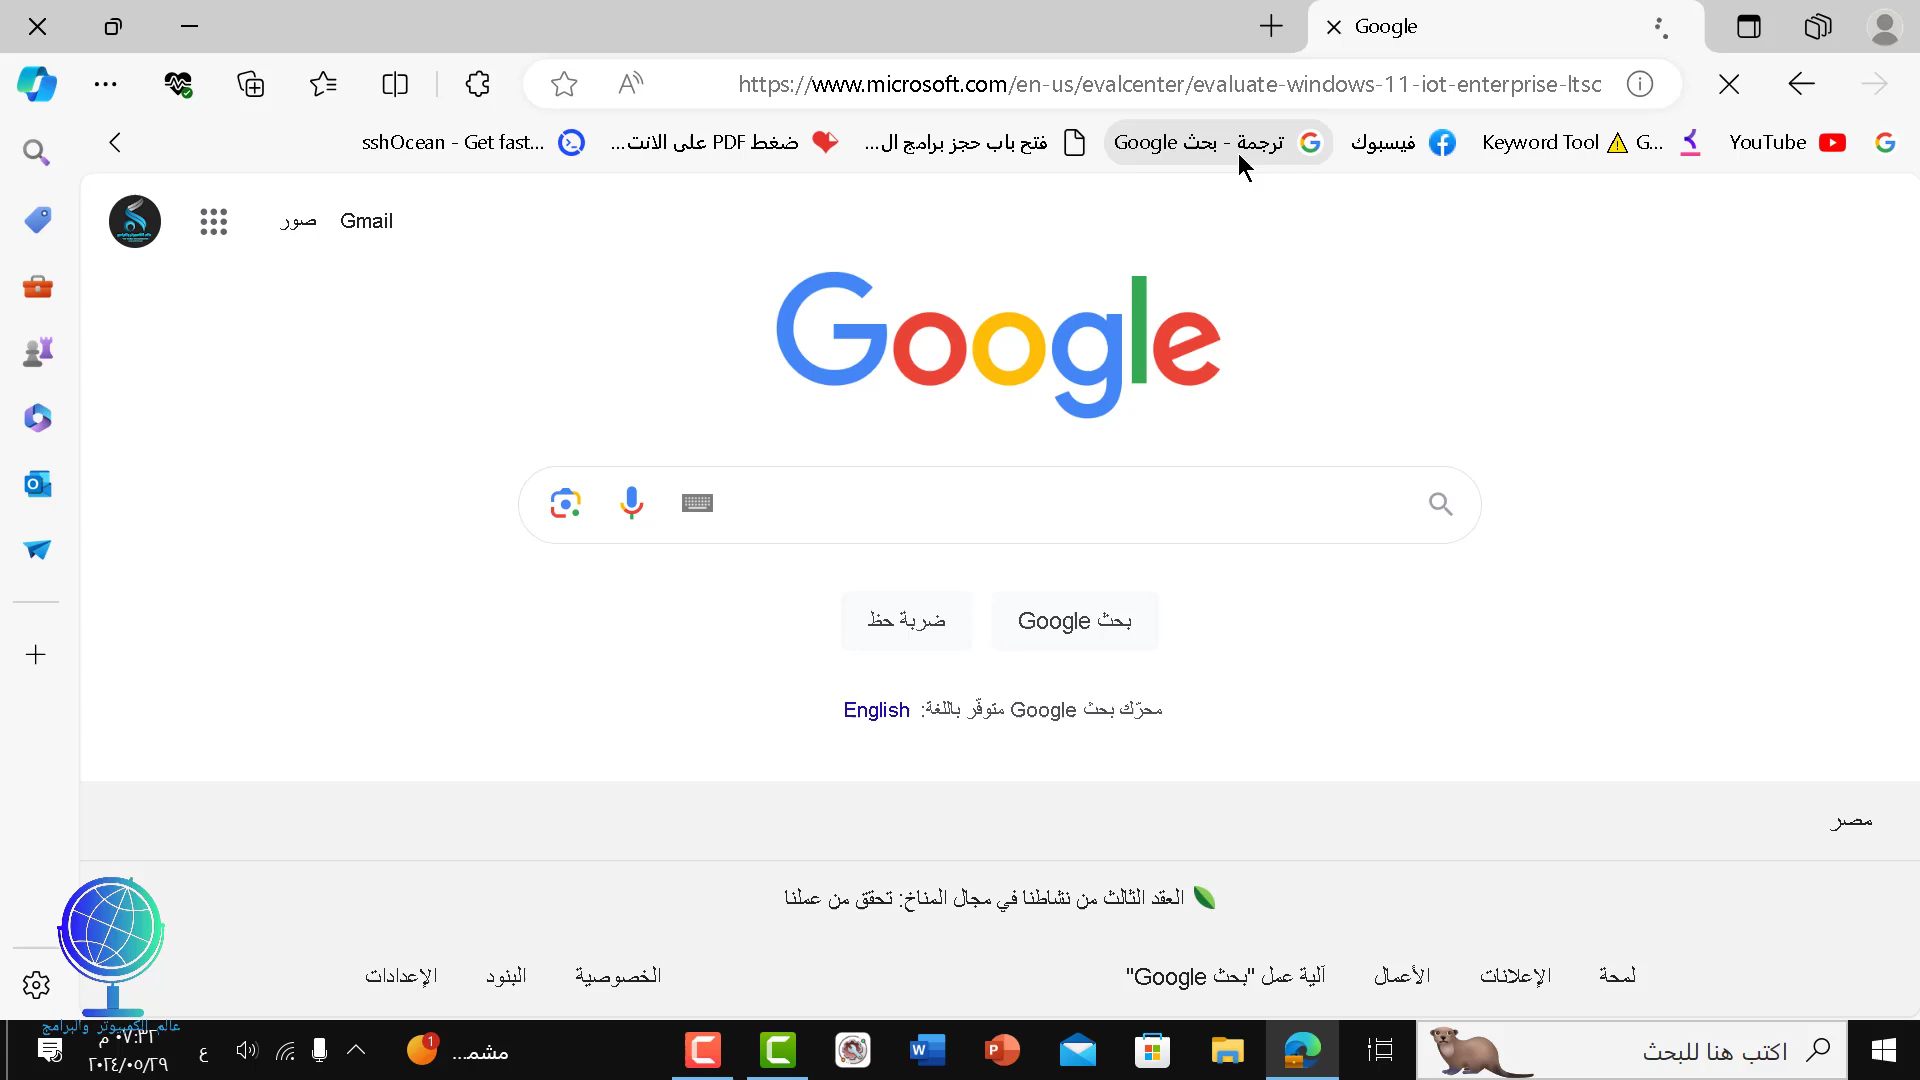 Google
https://www.microsoft.com/en-us/evalcenter/evaluate-windows-11-iot-enterprise-ltsc
YouTube
Keyword Tool ⚠ G...
فيسبوك
ترجمة - بحث Google
فتح باب حجز برامج ال...
ضغط PDF على الانت...
sshOcean - Get fast...
Gmail
صور
Google
بحث Google
ضربة حظ
محرّك بحث Google متوفّر باللغة: English
مصر
العقد الثالث من نشاطنا في مجال المناخ: تحقق من عملنا
لمحة
الإعلانات
الأعمال
آلية عمل "بحث Google"
الخصوصية
البنود
الإعدادات
عالم الكمبيوتر والبرامج
اكتب هنا للبحث
مشمـ...
1
ع
٠٧:٣٢ م
٢٠٢٤/٠٥/٢٩